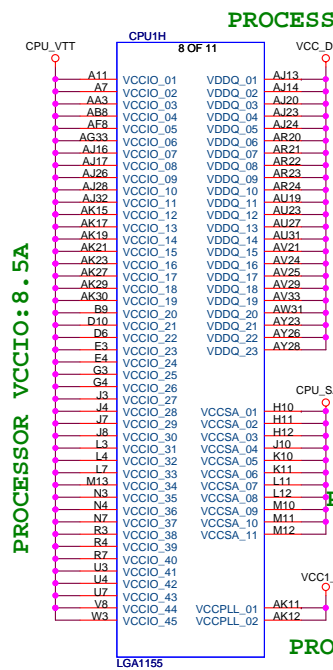 PROCESS
CPU1H
CPU_VTT 8 OF 11 VCC_D
A11 VCCIO_01 VDDQ_01 AJ13
A7 VCCIO_02 VDDQ_02 AJ14
AA3 VCCIO_03 VDDQ_03 AJ20
AB8 VCCIO_04 VDDQ_04 AJ23
AF8 VCCIO_05 VDDQ_05 AJ24
AG33 VCCIO_06 VDDQ_06 AR20
AJ16 VCCIO_07 VDDQ_07 AR21
AJ17 VCCIO_08 VDDQ_08 AR22
AJ26 VCCIO_09 VDDQ_09 AR23
AJ28 VCCIO_10 VDDQ_10 AR24
AJ32 VCCIO_11 VDDQ_11 AU19
AK15 VCCIO_12 VDDQ_12 AU23
AK17 VCCIO_13 VDDQ_13 AU27
AK19 VCCIO_14 VDDQ_14 AU31
AK21 VCCIO_15 VDDQ_15 AV21
AK23 VCCIO_16 VDDQ_16 AV24
AK27 VCCIO_17 VDDQ_17 AV25
AK29 VCCIO_18 VDDQ_18 AV29
AK30 VCCIO_19 VDDQ_19 AV33
B9 VCCIO_20 VDDQ_20 AW31
D10 VCCIO_21 VDDQ_21 AY23
D6 VCCIO_22 VDDQ_22 AY26
E3 VCCIO_23 VDDQ_23 AY28
E4 VCCIO_24
G3 VCCIO_25
G4 VCCIO_26
J3 VCCIO_27 CPU_S
J4 VCCIO_28 VCCSA_01 H10
J7 VCCIO_29 VCCSA_02 H11
J8 VCCIO_30 VCCSA_03 H12
L3 VCCIO_31 VCCSA_04 J10
L4 VCCIO_32 VCCSA_05 K10
L7 VCCIO_33 VCCSA_06 K11
M13 VCCIO_34 VCCSA_07 L11
N3 VCCIO_35 VCCSA_08 L12
N4 VCCIO_36 VCCSA_09 M10
N7 VCCIO_37 VCCSA_10 M11
R3 VCCIO_38 VCCSA_11 M12
R4 VCCIO_39
R7 VCCIO_40
U3 VCCIO_41
U4 VCCIO_42 VCC1_
U7 VCCIO_43
V8 VCCIO_44 VCCPLL_01 AK11
W3 VCCIO_45 VCCPLL_02 AK12
PROCESSOR VCCIO:8.5A
PRO
LGA1155